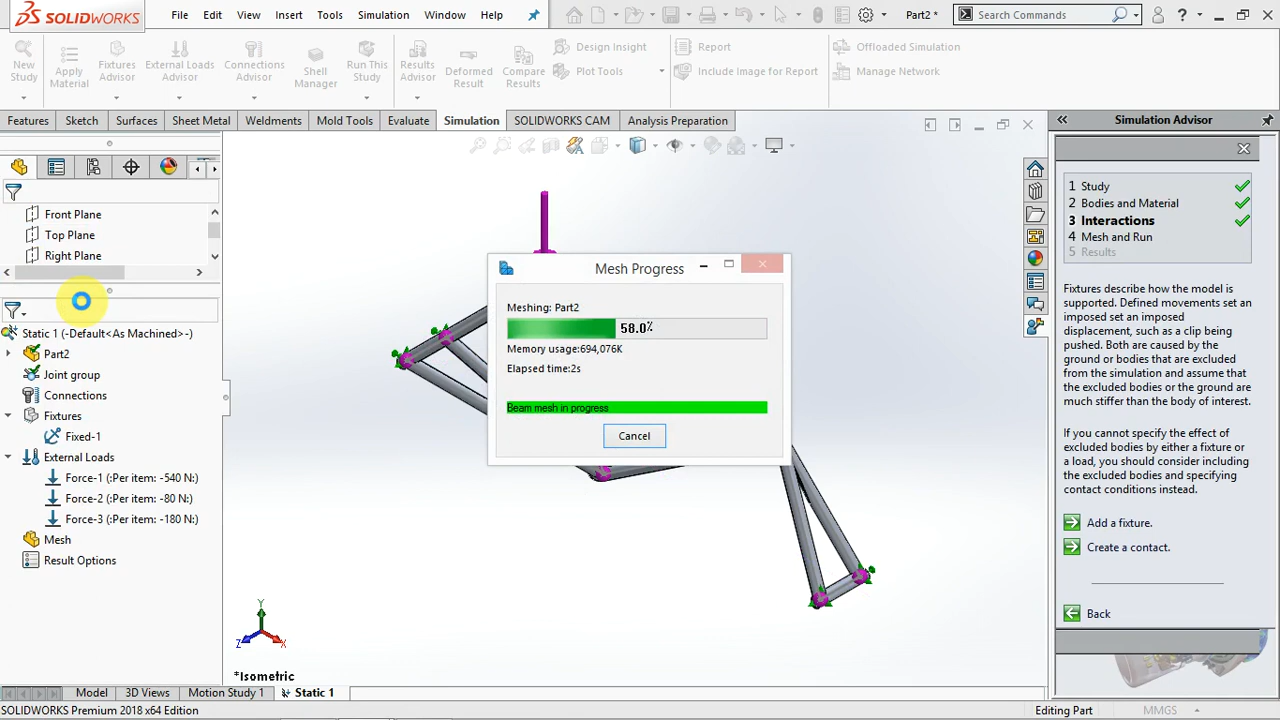 SOLIDWORKS File Edit View Insert Tools Simulation Window Help Part2 * Search Commands
New Study
Apply Material
Fixtures Advisor
External Loads Advisor
Connections Advisor
Shell Manager
Run This Study
Results Advisor
Deformed Result
Compare Results
Design Insight
Plot Tools
Report
Include Image for Report
Offloaded Simulation
Manage Network
Features Sketch Surfaces Sheet Metal Weldments Mold Tools Evaluate Simulation SOLIDWORKS CAM Analysis Preparation
Front Plane
Top Plane
Right Plane
Static 1 (-Default<As Machined>-)
Part2
Joint group
Connections
Fixtures
Fixed-1
External Loads
Force-1 (:Per item: -540 N:)
Force-2 (:Per item: -80 N:)
Force-3 (:Per item: -180 N:)
Mesh
Result Options
Mesh Progress
Meshing: Part2
58.0%
Memory usage:694,076K
Elapsed time:2s
Beam mesh in progress
Cancel
Y
Z
X
*Isometric
Simulation Advisor
1 Study
2 Bodies and Material
3 Interactions
4 Mesh and Run
5 Results
Fixtures describe how the model is
supported. Defined movements set an
imposed set an imposed
displacement, such as a clip being
pushed. Both are caused by the
ground or bodies that are excluded
from the simulation and assume that
the excluded bodies or the ground are
much stiffer than the body of interest.
If you cannot specify the effect of
excluded bodies by either a fixture or
a load, you should consider including
the excluded bodies and specifying
contact conditions instead.
Add a fixture.
Create a contact.
Back
Model 3D Views Motion Study 1 Static 1
SOLIDWORKS Premium 2018 x64 Edition Editing Part MMGS